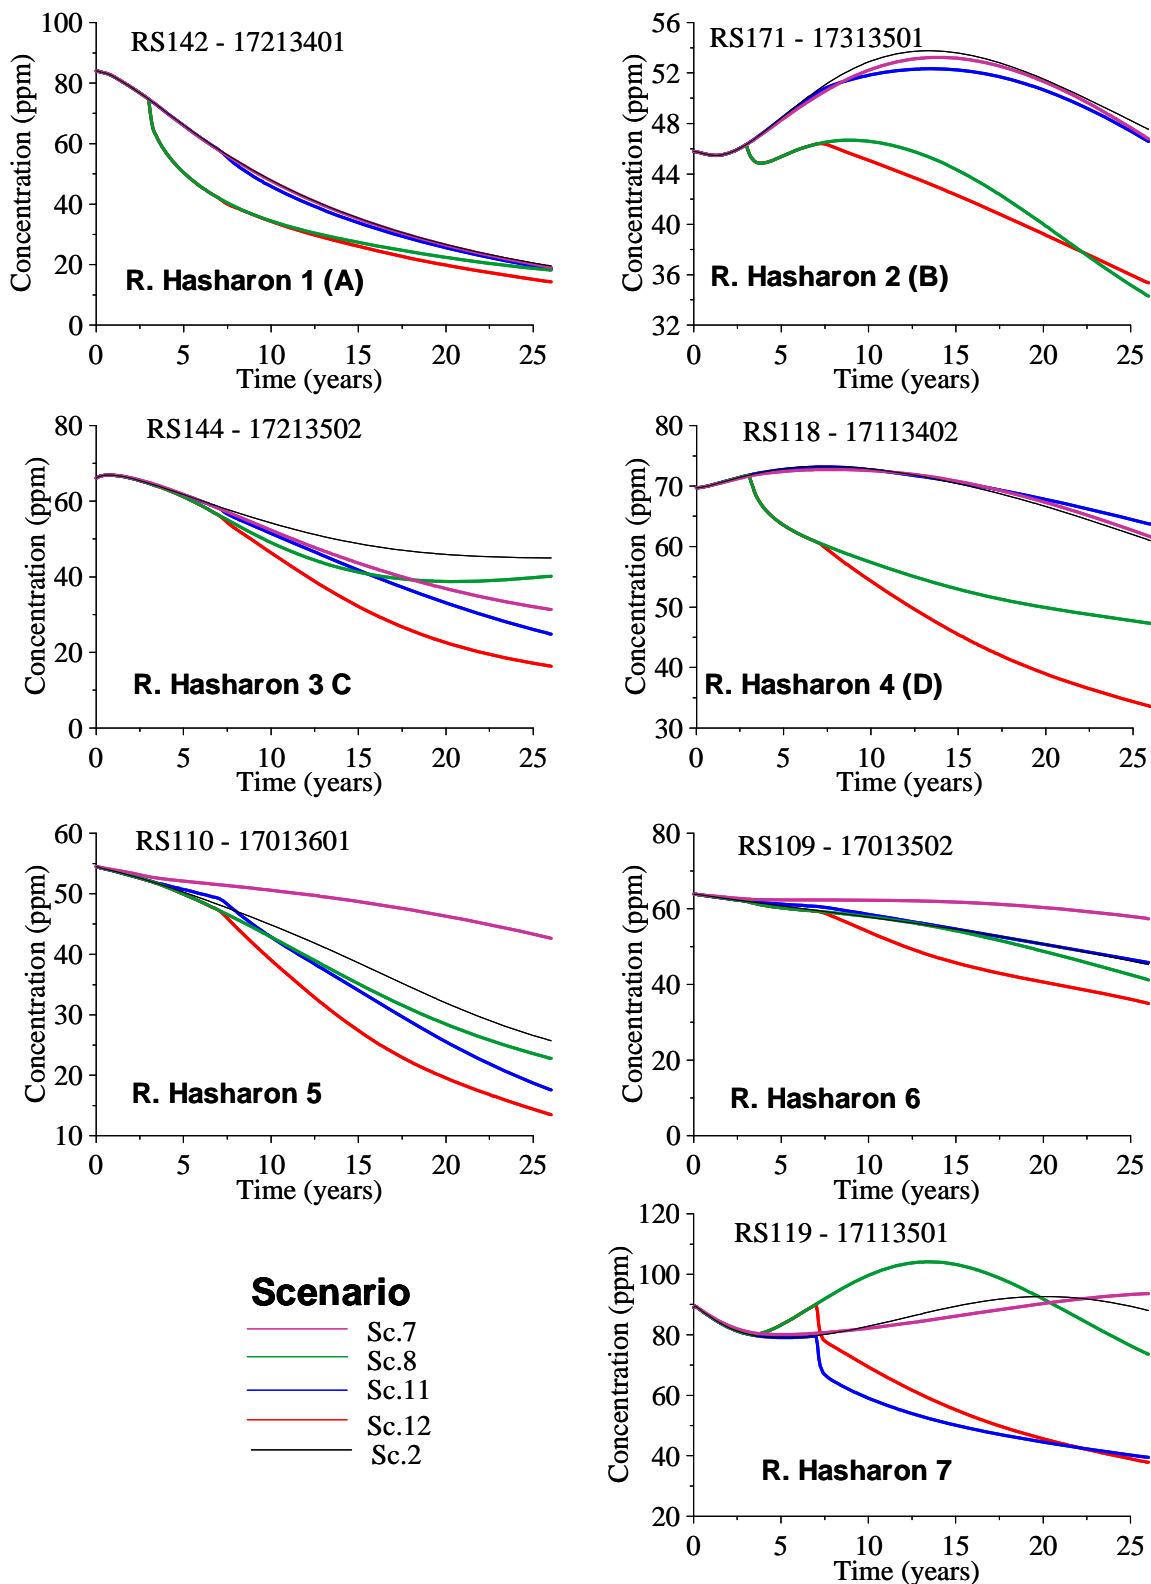 RS142 - 17213401
Concentration (ppm)
100
80
60
40
20
0
R. Hasharon 1 (A)
0 5 10 15 20 25
Time (years)
RS171 - 17313501
Concentration (ppm)
56
52
48
44
40
36
32
R. Hasharon 2 (B)
0 5 10 15 20 25
Time (years)
RS144 - 17213502
Concentration (ppm)
80
60
40
20
0
R. Hasharon 3 C
0 5 10 15 20 25
Time (years)
RS118 - 17113402
Concentration (ppm)
80
70
60
50
40
30
R. Hasharon 4 (D)
0 5 10 15 20 25
Time (years)
RS110 - 17013601
Concentration (ppm)
60
50
40
30
20
10
R. Hasharon 5
0 5 10 15 20 25
Time (years)
RS109 - 17013502
Concentration (ppm)
80
60
40
20
0
R. Hasharon 6
0 5 10 15 20 25
Time (years)
Scenario
Sc.7
Sc.8
Sc.11
Sc.12
Sc.2
RS119 - 17113501
Concentration (ppm)
120
100
80
60
40
20
R. Hasharon 7
0 5 10 15 20 25
Time (years)